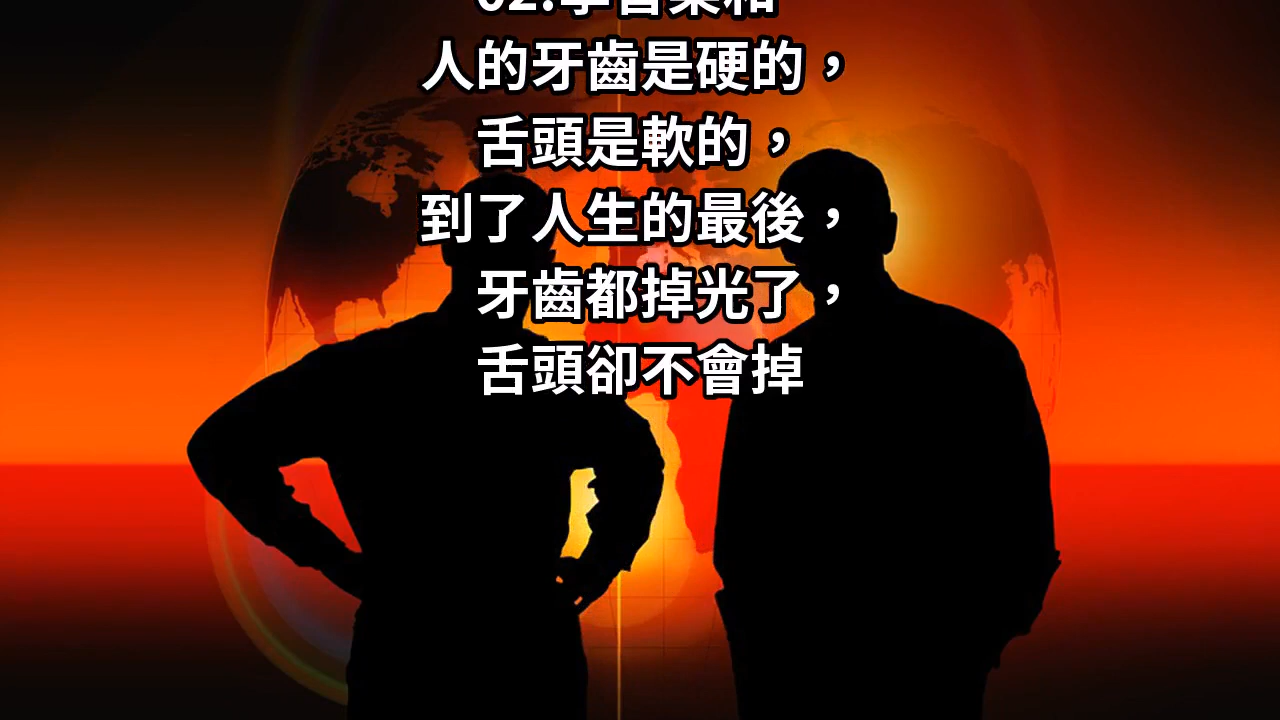 人的牙齒是硬的，
舌頭是軟的，
到了人生的最後，
牙齒都掉光了，
舌頭卻不會掉